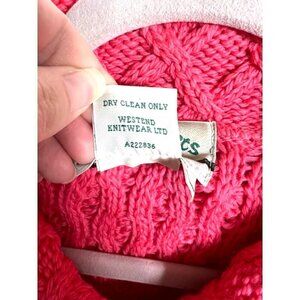 DRY CLEAN ONLY
WESTEND
KNITWEAR LTD
A222836